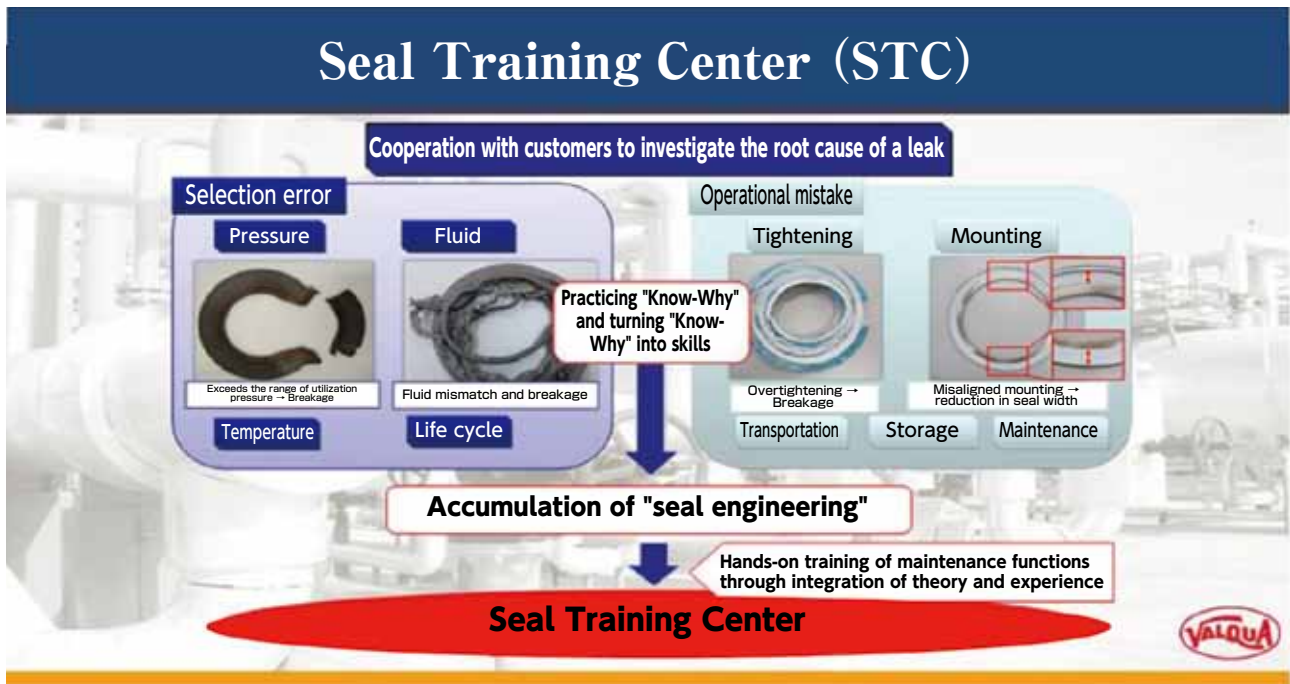 Seal Training Center (STC)
Cooperation with customers to investigate the root cause of a leak
Selection error
Pressure
Fluid
Exceeds the range of utilization
pressure → Breakage
Fluid mismatch and breakage
Temperature
Life cycle
Practicing "Know-Why"
and turning "Know-
Why" into skills
Operational mistake
Tightening
Mounting
Overtightening →
Breakage
Misaligned mounting →
reduction in seal width
Transportation
Storage
Maintenance
Accumulation of "seal engineering"
Hands-on training of maintenance functions
through integration of theory and experience
Seal Training Center
VALQUA